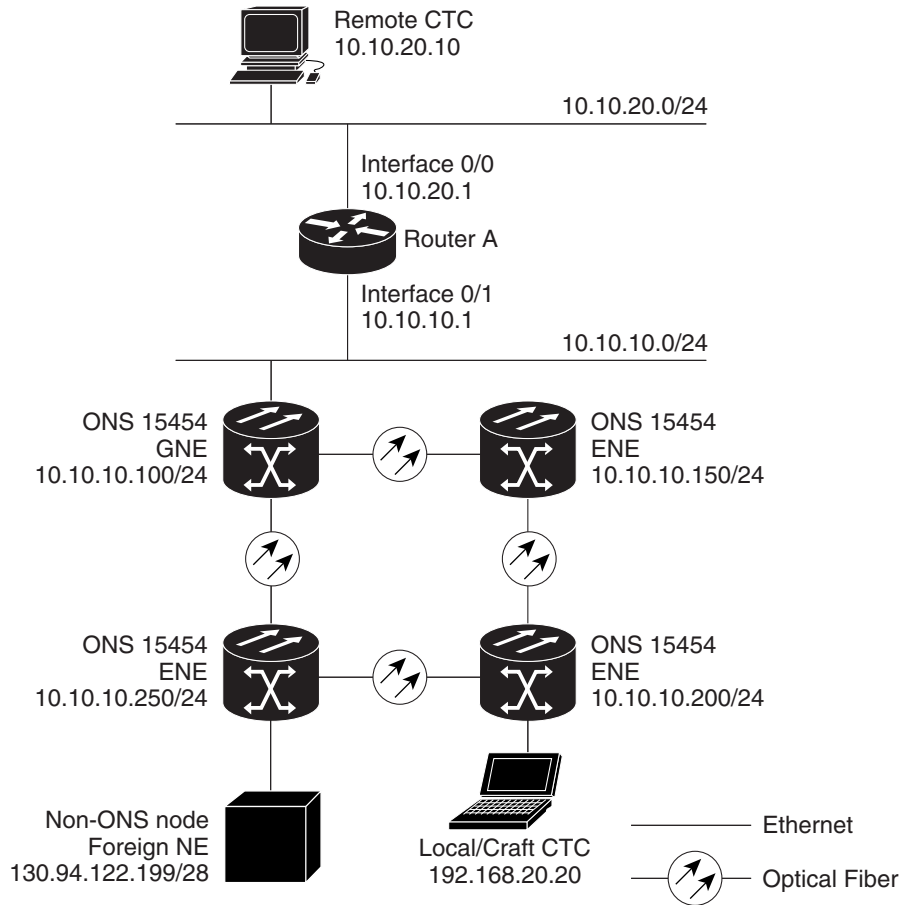 Remote CTC
10.10.20.10
10.10.20.0/24
Interface 0/0
10.10.20.1
Router A
Interface 0/1
10.10.10.1
10.10.10.0/24
ONS 15454
GNE
10.10.10.100/24
ONS 15454
ENE
10.10.10.150/24
ONS 15454
ENE
10.10.10.250/24
ONS 15454
ENE
10.10.10.200/24
Non-ONS node
Foreign NE
130.94.122.199/28
Local/Craft CTC
192.168.20.20
Ethernet
Optical Fiber